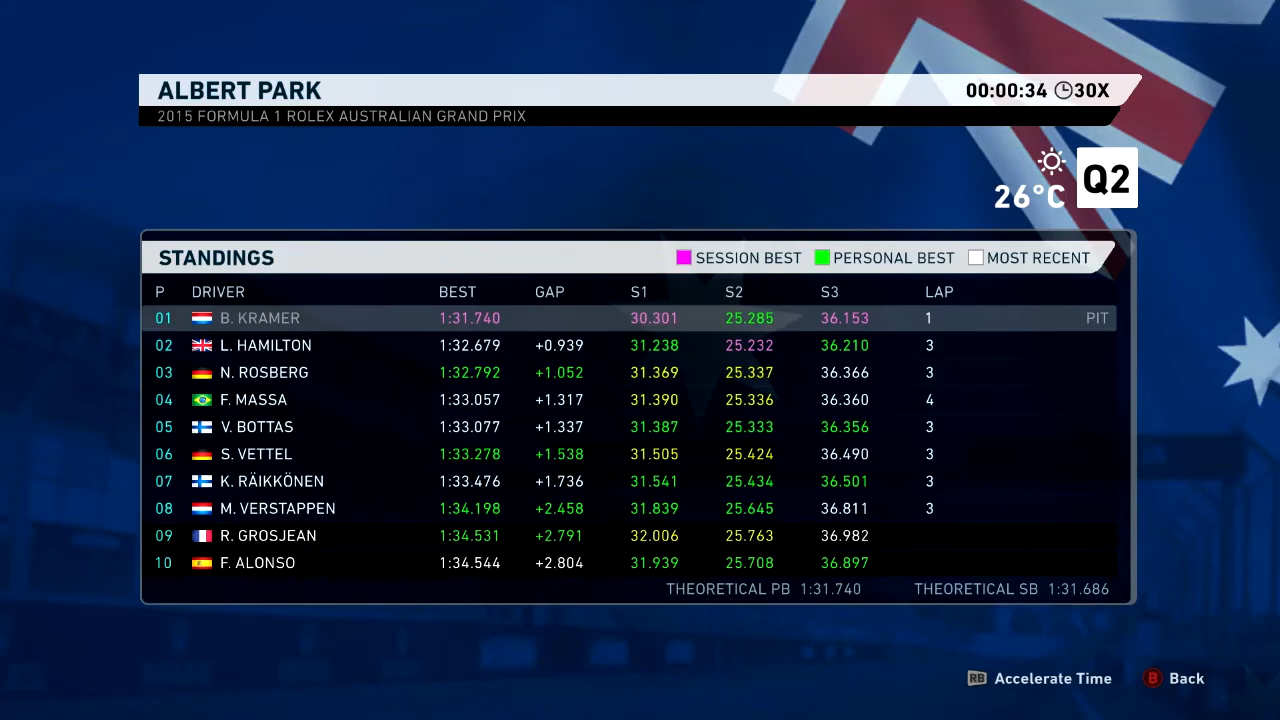 ALBERT PARK 00:00:34 30X
2015 FORMULA 1 ROLEX AUSTRALIAN GRAND PRIX
26°C Q2
STANDINGS SESSION BEST PERSONAL BEST MOST RECENT
P DRIVER BEST GAP S1 S2 S3 LAP
01 B. KRAMER 1:31.740 30.301 25.285 36.153 1 PIT
02 L. HAMILTON 1:32.679 +0.939 31.238 25.232 36.210 3
03 N. ROSBERG 1:32.792 +1.052 31.369 25.337 36.366 3
04 F. MASSA 1:33.057 +1.317 31.390 25.336 36.360 4
05 V. BOTTAS 1:33.077 +1.337 31.387 25.333 36.356 3
06 S. VETTEL 1:33.278 +1.538 31.505 25.424 36.490 3
07 K. RÄIKKÖNEN 1:33.476 +1.736 31.541 25.434 36.501 3
08 M. VERSTAPPEN 1:34.198 +2.458 31.839 25.645 36.811 3
09 R. GROSJEAN 1:34.531 +2.791 32.006 25.763 36.982
10 F. ALONSO 1:34.544 +2.804 31.939 25.708 36.897
THEORETICAL PB 1:31.740 THEORETICAL SB 1:31.686
RB Accelerate Time B Back